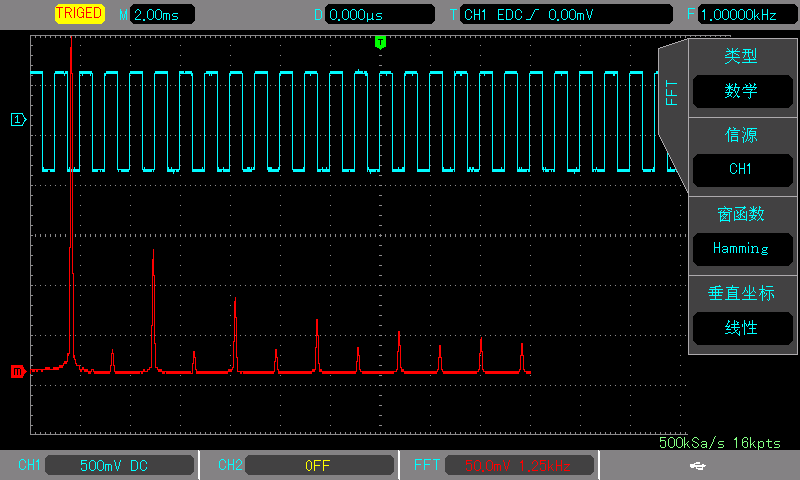 TRIGED M 2.00ms D 0.000μs T CH1 EDC 0.00mV F 1.00000kHz
T
FFT
类型
数学
1
信源
CH1
窗函数
Hamming
垂直坐标
线性
m
500kSa/s 16kpts
CH1 500mV DC CH2 OFF FFT 50.0mV 1.25kHz